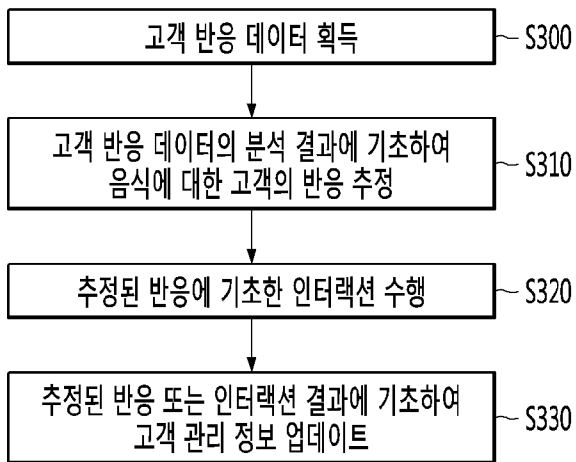 고객 반응 데이터 획득
S300
고객 반응 데이터의 분석 결과에 기초하여
음식에 대한 고객의 반응 추정
S310
추정된 반응에 기초한 인터랙션 수행
S320
추정된 반응 또는 인터랙션 결과에 기초하여
고객 관리 정보 업데이트
S330